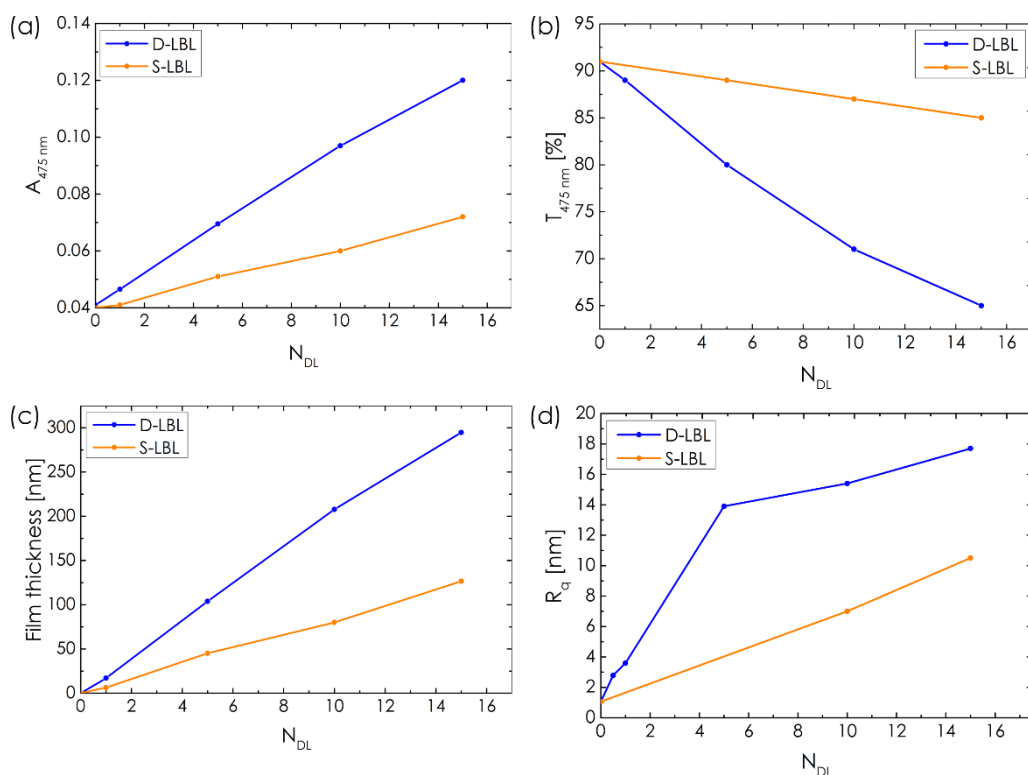 (a)
0.14
0.12
0.10
0.08
0.06
0.04
A475 nm
D-LBL
S-LBL
0 2 4 6 8 10 12 14 16
NDL
(b)
95
90
85
80
75
70
65
T475 nm [%]
D-LBL
S-LBL
0 2 4 6 8 10 12 14 16
NDL
(c)
300
250
200
150
100
50
0
Film thickness [nm]
D-LBL
S-LBL
0 2 4 6 8 10 12 14 16
NDL
(d)
20
18
16
14
12
10
8
6
4
2
0
Rq [nm]
D-LBL
S-LBL
0 2 4 6 8 10 12 14 16
NDL